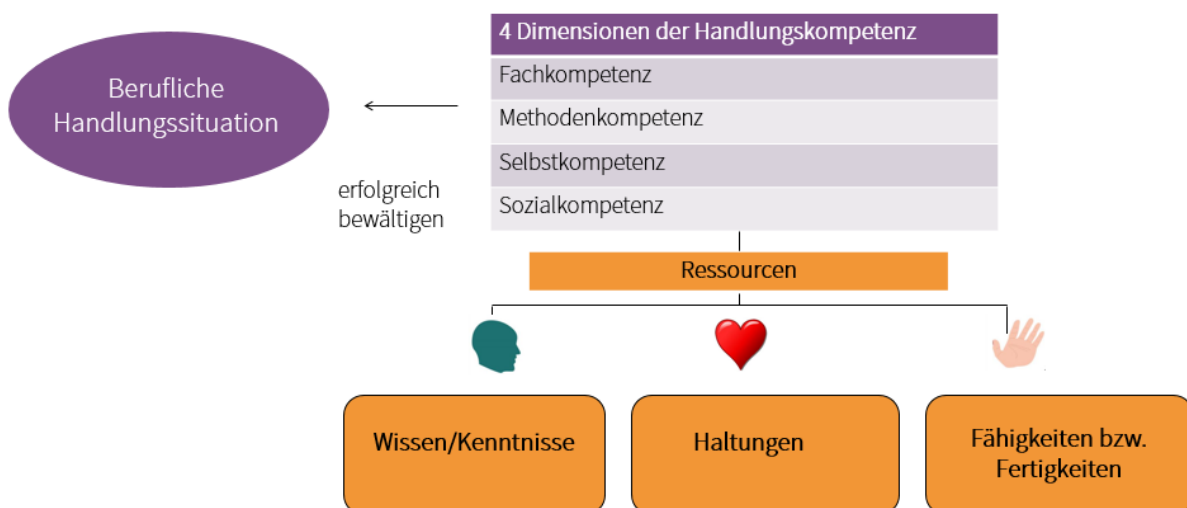 4 Dimensionen der Handlungskompetenz
Fachkompetenz
Methodenkompetenz
Selbstkompetenz
Sozialkompetenz
Berufliche
Handlungssituation
erfolgreich
bewältigen
Ressourcen
Wissen/Kenntnisse
Haltungen
Fähigkeiten bzw.
Fertigkeiten